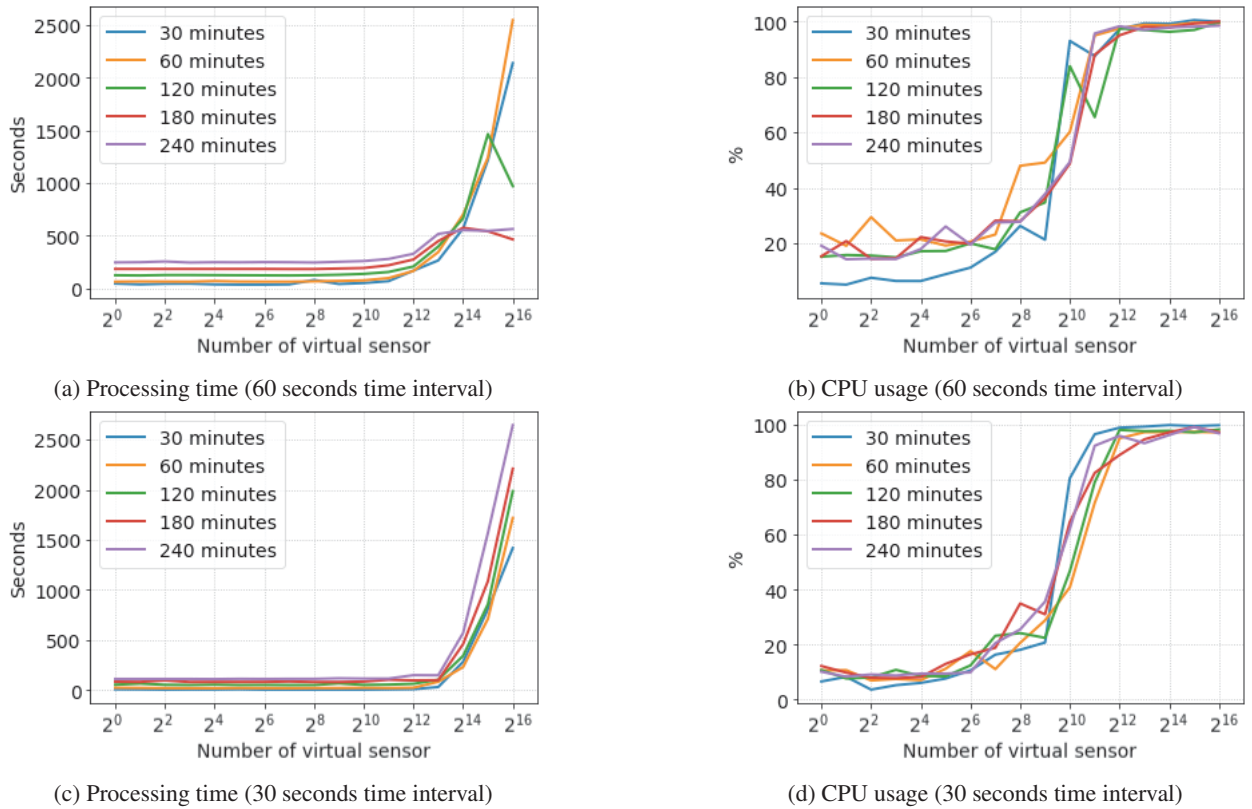 2500
2000
1500
1000
500
0
Seconds
30 minutes
60 minutes
120 minutes
180 minutes
240 minutes
2^0 2^2 2^4 2^6 2^8 2^10 2^12 2^14 2^16
Number of virtual sensor
(a) Processing time (60 seconds time interval)
100
80
60
40
20
%
30 minutes
60 minutes
120 minutes
180 minutes
240 minutes
2^0 2^2 2^4 2^6 2^8 2^10 2^12 2^14 2^16
Number of virtual sensor
(b) CPU usage (60 seconds time interval)
2500
2000
1500
1000
500
0
Seconds
30 minutes
60 minutes
120 minutes
180 minutes
240 minutes
2^0 2^2 2^4 2^6 2^8 2^10 2^12 2^14 2^16
Number of virtual sensor
(c) Processing time (30 seconds time interval)
100
80
60
40
20
0
%
30 minutes
60 minutes
120 minutes
180 minutes
240 minutes
2^0 2^2 2^4 2^6 2^8 2^10 2^12 2^14 2^16
Number of virtual sensor
(d) CPU usage (30 seconds time interval)